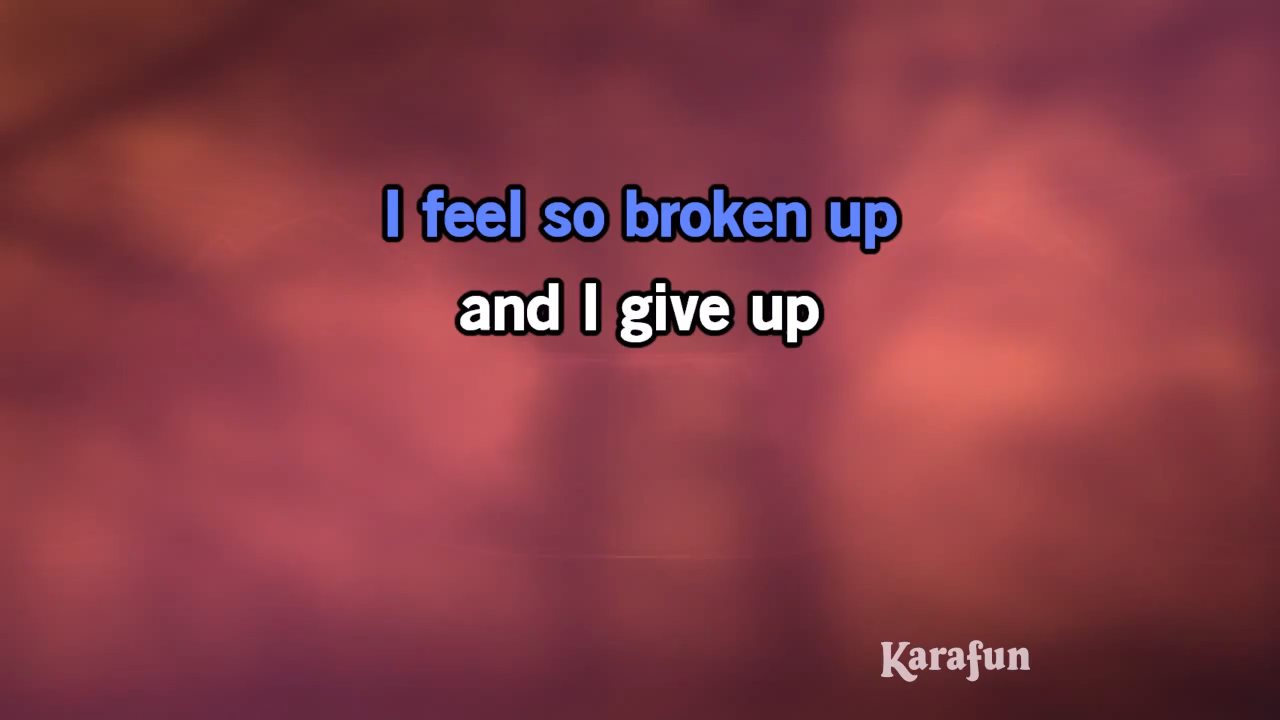 I feel so broken up
and I give up
Karafun